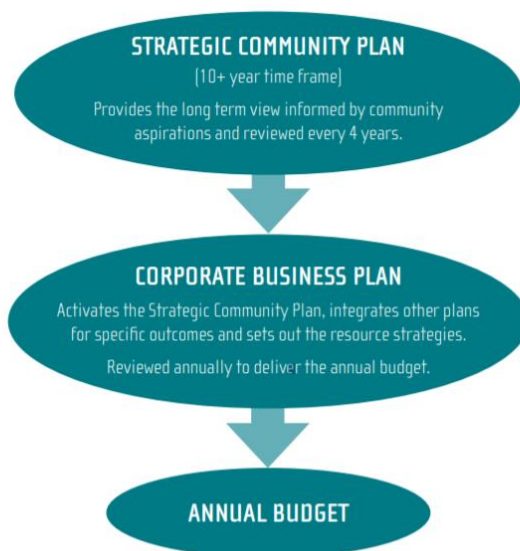 STRATEGIC COMMUNITY PLAN
(10+ year time frame)
Provides the long term view informed by community
aspirations and reviewed every 4 years.
CORPORATE BUSINESS PLAN
Activates the Strategic Community Plan, integrates other plans
for specific outcomes and sets out the resource strategies.
Reviewed annually to deliver the annual budget.
ANNUAL BUDGET